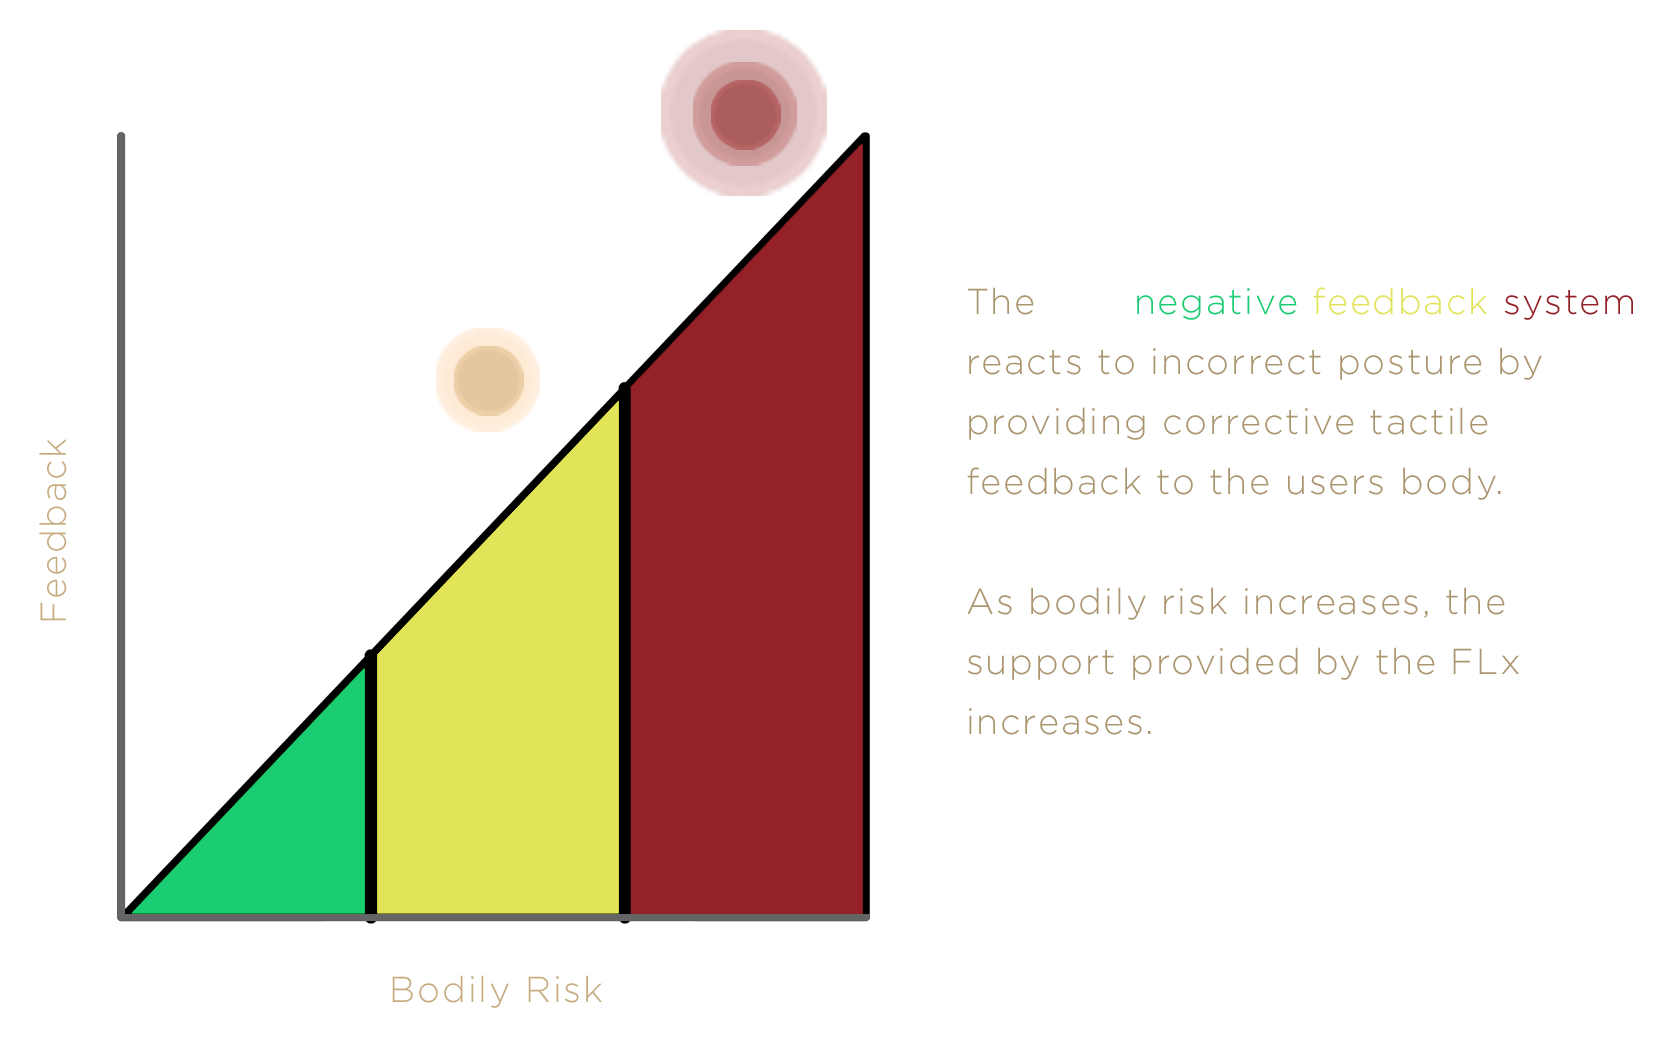 Feedback
Bodily Risk
The negative feedback system
reacts to incorrect posture by
providing corrective tactile
feedback to the users body.
As bodily risk increases, the
support provided by the FLx
increases.